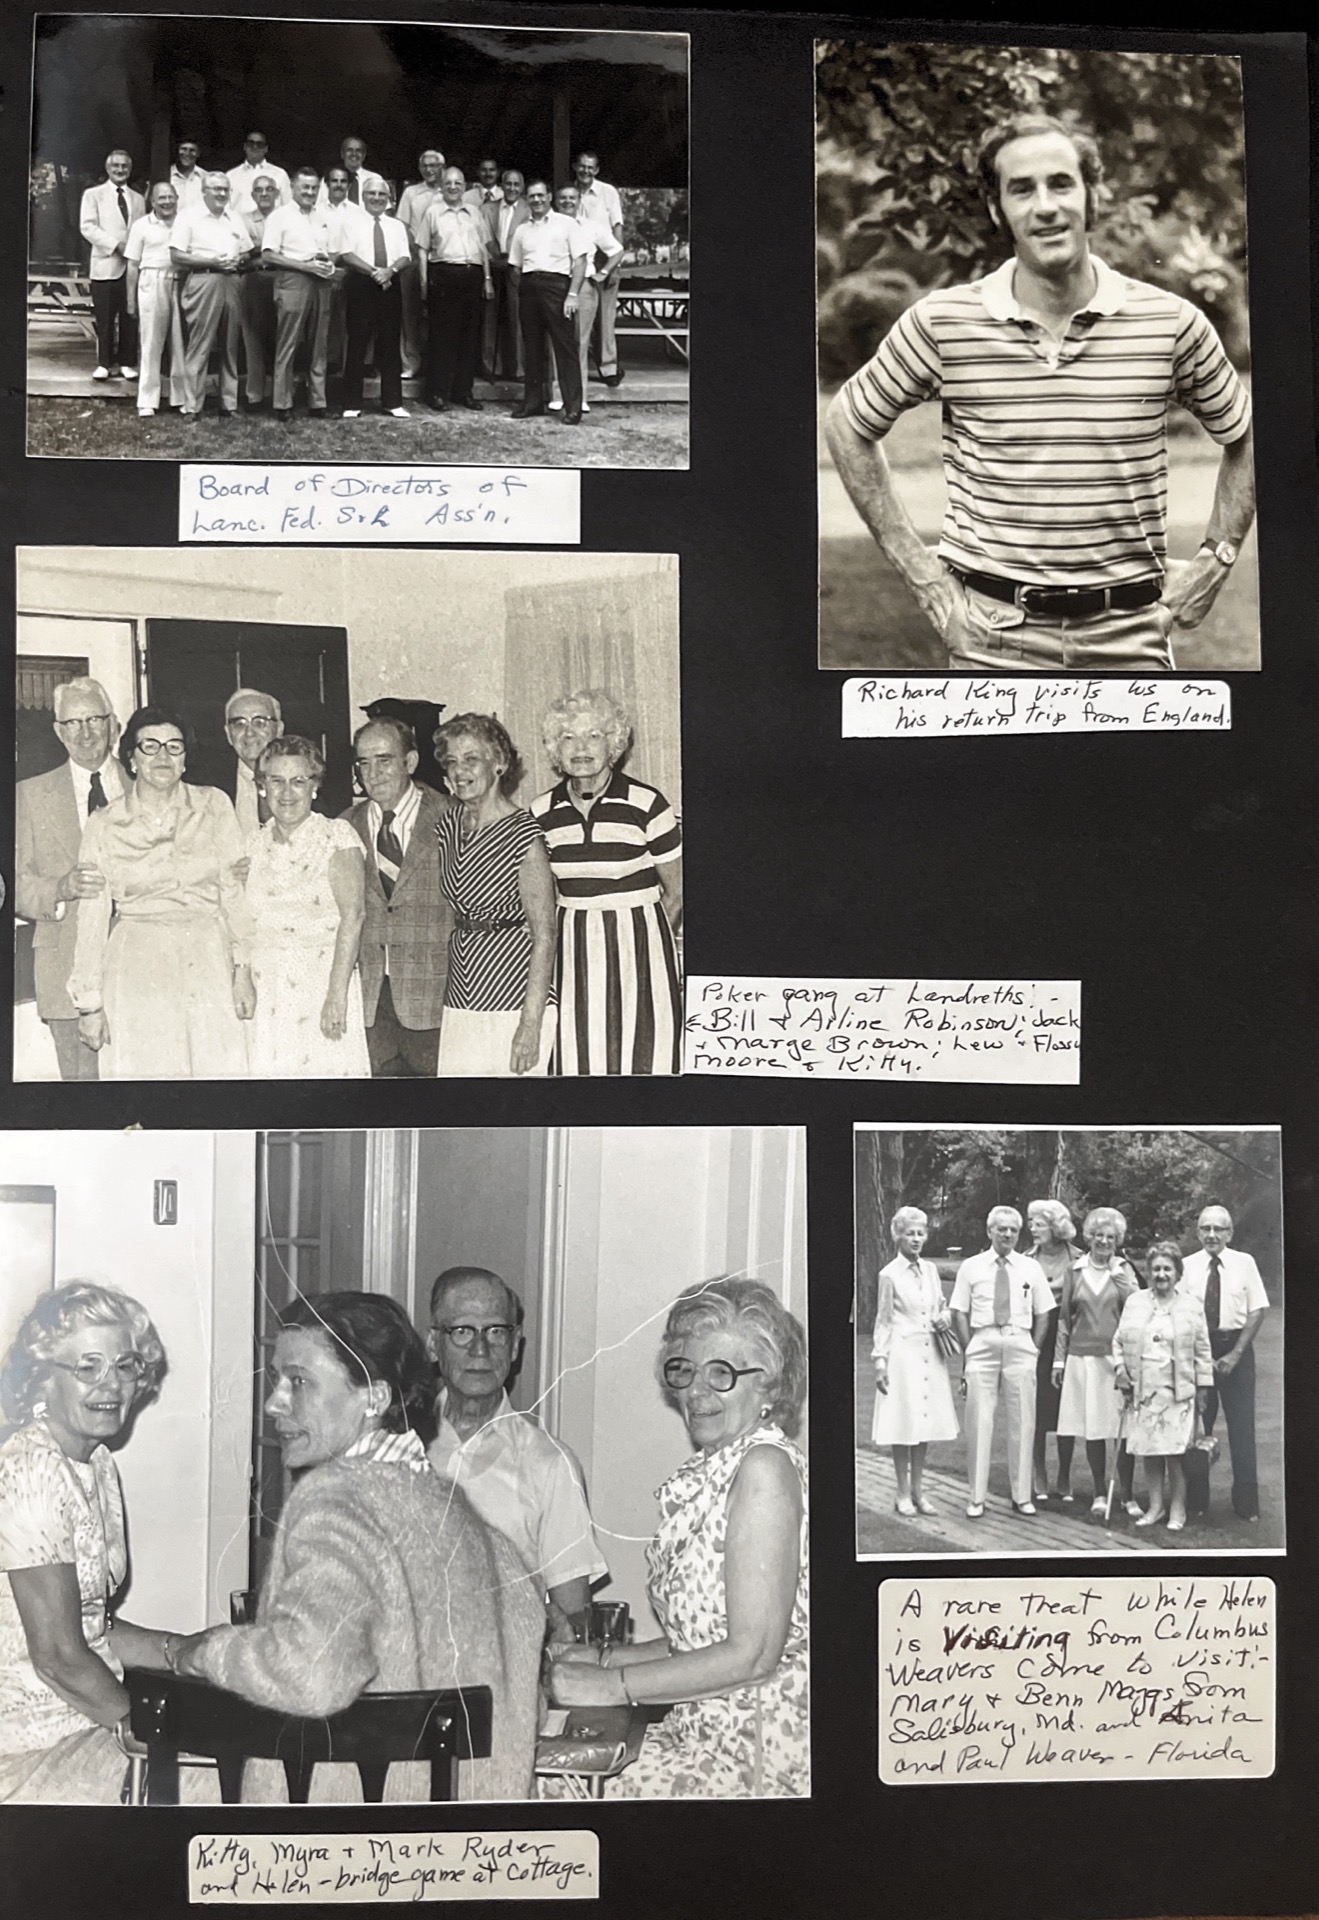 Board of Directors of
Lanc. Fed. S&L Ass'n.
Richard King visits us on
his return trip from England.
Poker gang at Landreths! -
Bill & Arline Robinson; Jack
+ Marge Brown; Lew + Flossy
Moore & Kitty.
A rare treat while Helen
is Visiting from Columbus
Weavers come to visit:-
Mary & Benn Maggs from
Salisbury, Md. and Anita
and Paul Weaver - Florida
Kitty, Myra + Mark Ryder
and Helen - bridge game at Cottage.